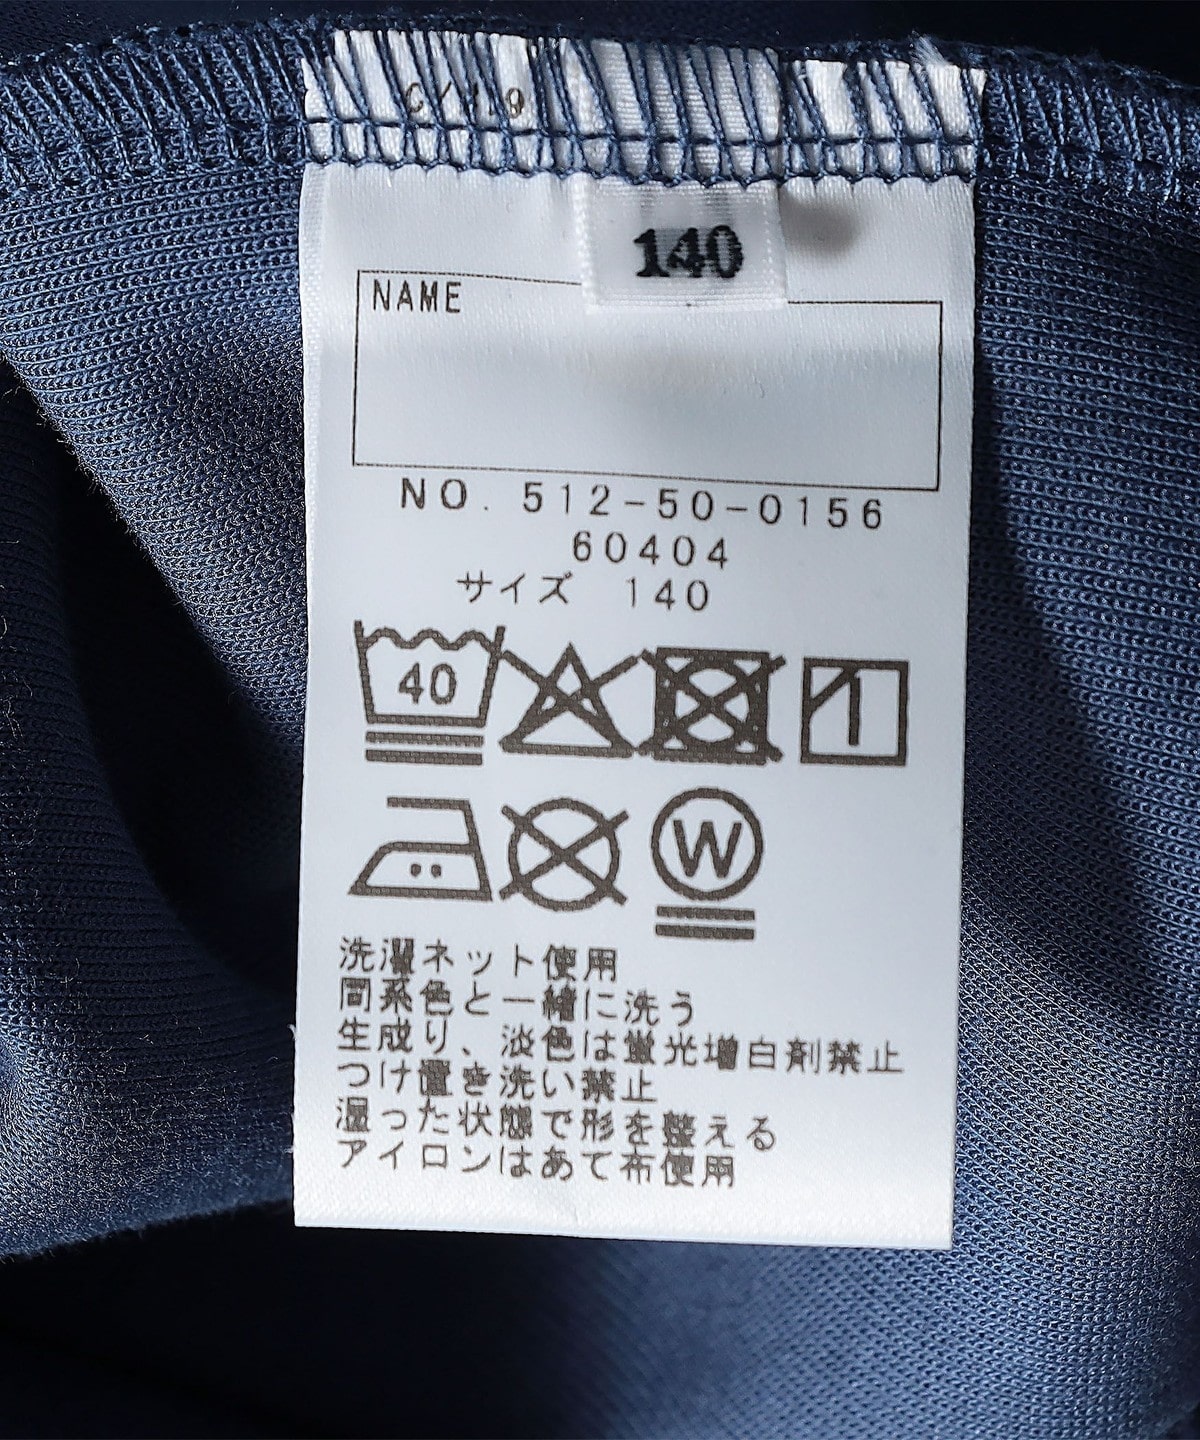 140
NAME
NO. 512-50-0156
60404
サイズ 140
40
W
洗濯ネット使用
同系色と一緒に洗う
生成り、淡色は蛍光増白剤禁止
つけ置き洗い禁止
湿った状態で形を整える
アイロンはあて布使用